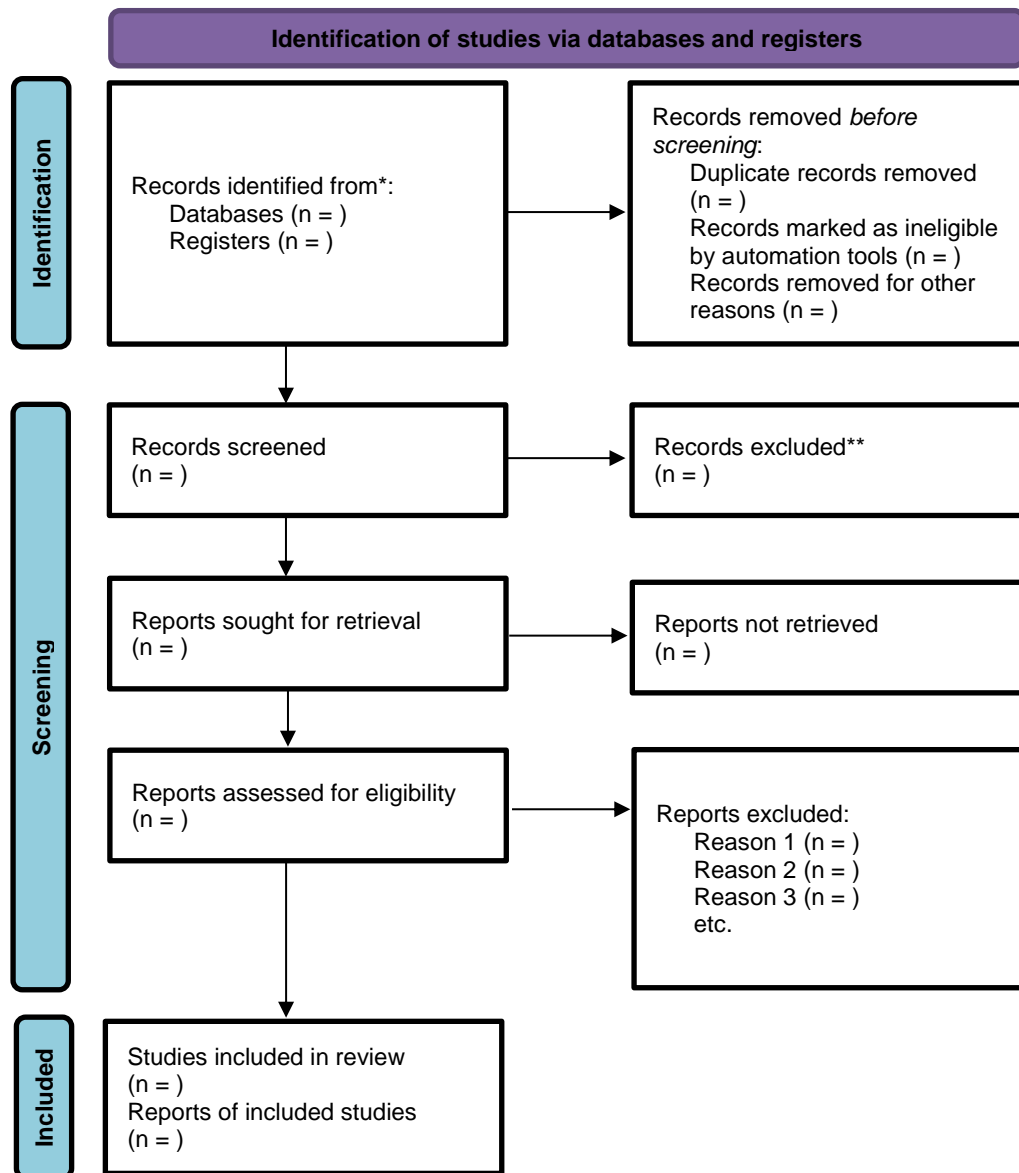 Identification of studies via databases and registers
Identification
Records identified from*:
Databases (n = )
Registers (n = )
Records removed before
screening:
Duplicate records removed
(n = )
Records marked as ineligible
by automation tools (n = )
Records removed for other
reasons (n = )
Screening
Records screened
(n = )
Records excluded**
(n = )
Reports sought for retrieval
(n = )
Reports not retrieved
(n = )
Reports assessed for eligibility
(n = )
Reports excluded:
Reason 1 (n = )
Reason 2 (n = )
Reason 3 (n = )
etc.
Included
Studies included in review
(n = )
Reports of included studies
(n = )